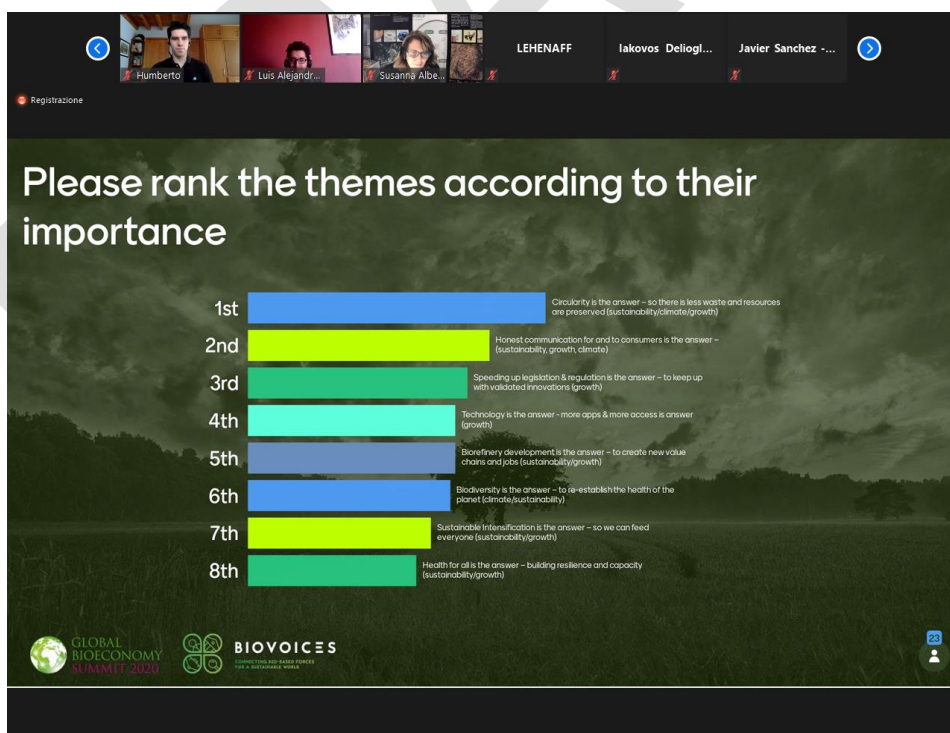 LEHENAFF
Iakovos Deliogl...
Javier Sanchez -...
Humberto
Luis Alejandr...
Susanna Albe...
Registrazione
Please rank the themes according to their
importance
1st
Circularity is the answer – so there is less waste and resources
are preserved (sustainability/climate/growth)
2nd
Honest communication for and to consumers is the answer –
(sustainability, growth, climate)
3rd
Speeding up legislation & regulation is the answer – to keep up
with validated innovations (growth)
4th
Technology is the answer - more apps & more access is answer
(growth)
5th
Biorefinery development is the answer – to create new value
chains and jobs (sustainability/growth)
6th
Biodiversity is the answer – to re-establish the health of the
planet (climate/sustainability)
7th
Sustainable Intensification is the answer – so we can feed
everyone (sustainability/growth)
8th
Health for all is the answer – building resilience and capacity
(sustainability/growth)
GLOBAL
BIOECONOMY
SUMMIT 2020
BIOVOICES
CONNECTING BIO-BASED FORCES
FOR A SUSTAINABLE WORLD
23